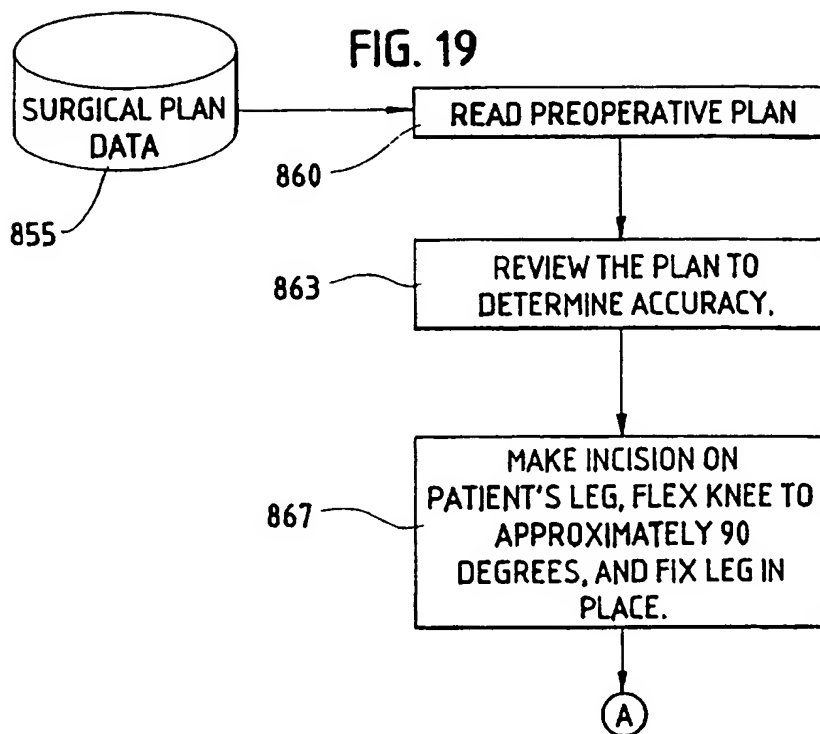 FIG. 19
SURGICAL PLAN
DATA
855
READ PREOPERATIVE PLAN
860
REVIEW THE PLAN TO
DETERMINE ACCURACY.
863
MAKE INCISION ON
PATIENT'S LEG, FLEX KNEE TO
APPROXIMATELY 90
DEGREES, AND FIX LEG IN
PLACE.
867
A